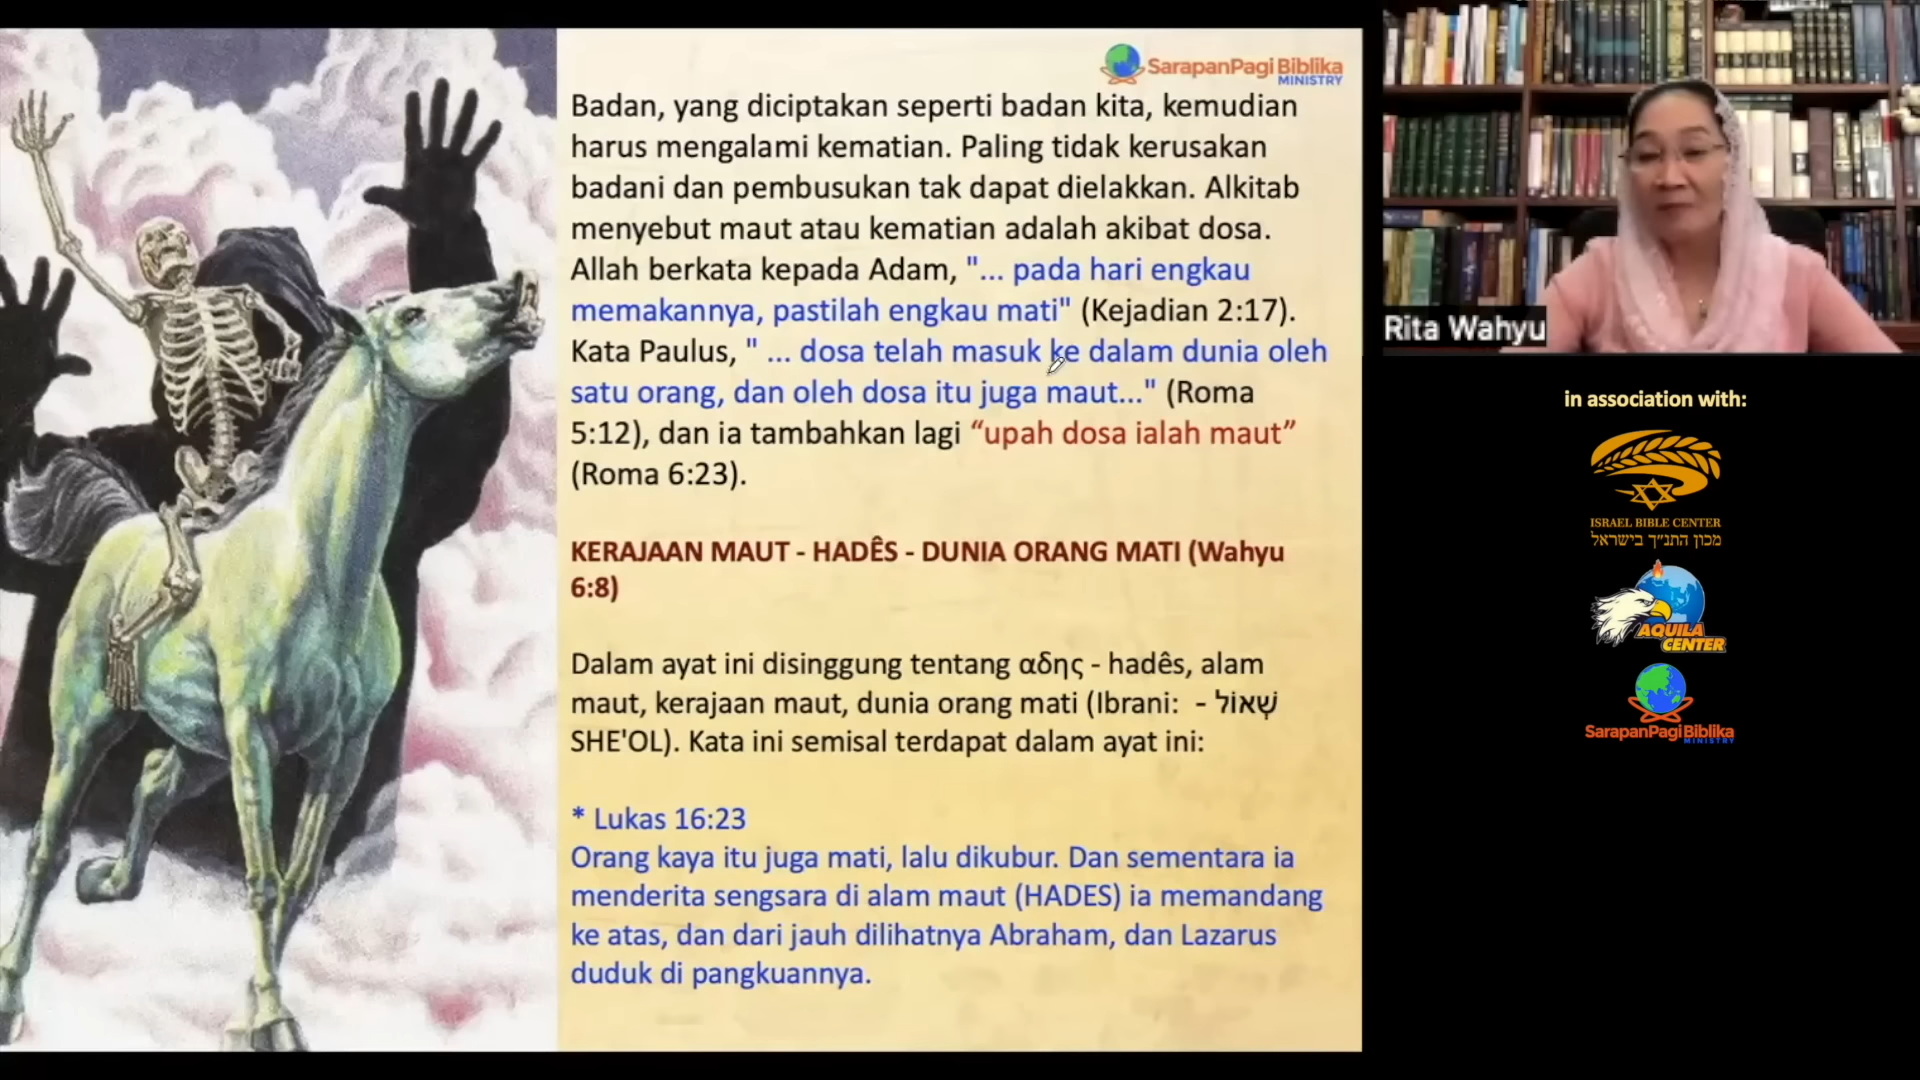 SarapanPagi Biblika
MINISTRY
Badan, yang diciptakan seperti badan kita, kemudian
harus mengalami kematian. Paling tidak kerusakan
badani dan pembusukan tak dapat dielakkan. Alkitab
menyebut maut atau kematian adalah akibat dosa.
Allah berkata kepada Adam, "... pada hari engkau
memakannya, pastilah engkau mati" (Kejadian 2:17).
Kata Paulus, " ... dosa telah masuk ke dalam dunia oleh
satu orang, dan oleh dosa itu juga maut..." (Roma
5:12), dan ia tambahkan lagi “upah dosa ialah maut”
(Roma 6:23).
KERAJAAN MAUT - HADÊS - DUNIA ORANG MATI (Wahyu
6:8)
Dalam ayat ini disinggung tentang αδης - hadês, alam
maut, kerajaan maut, dunia orang mati (Ibrani: שְׁאוֹל -
SHE'OL). Kata ini semisal terdapat dalam ayat ini:
* Lukas 16:23
Orang kaya itu juga mati, lalu dikubur. Dan sementara ia
menderita sengsara di alam maut (HADES) ia memandang
ke atas, dan dari jauh dilihatnya Abraham, dan Lazarus
duduk di pangkuannya.
Rita Wahyu
in association with:
ISRAEL BIBLE CENTER
מכון התנ״ך בישראל
AQUILA
CENTER
SarapanPagi Biblika
MINISTRY